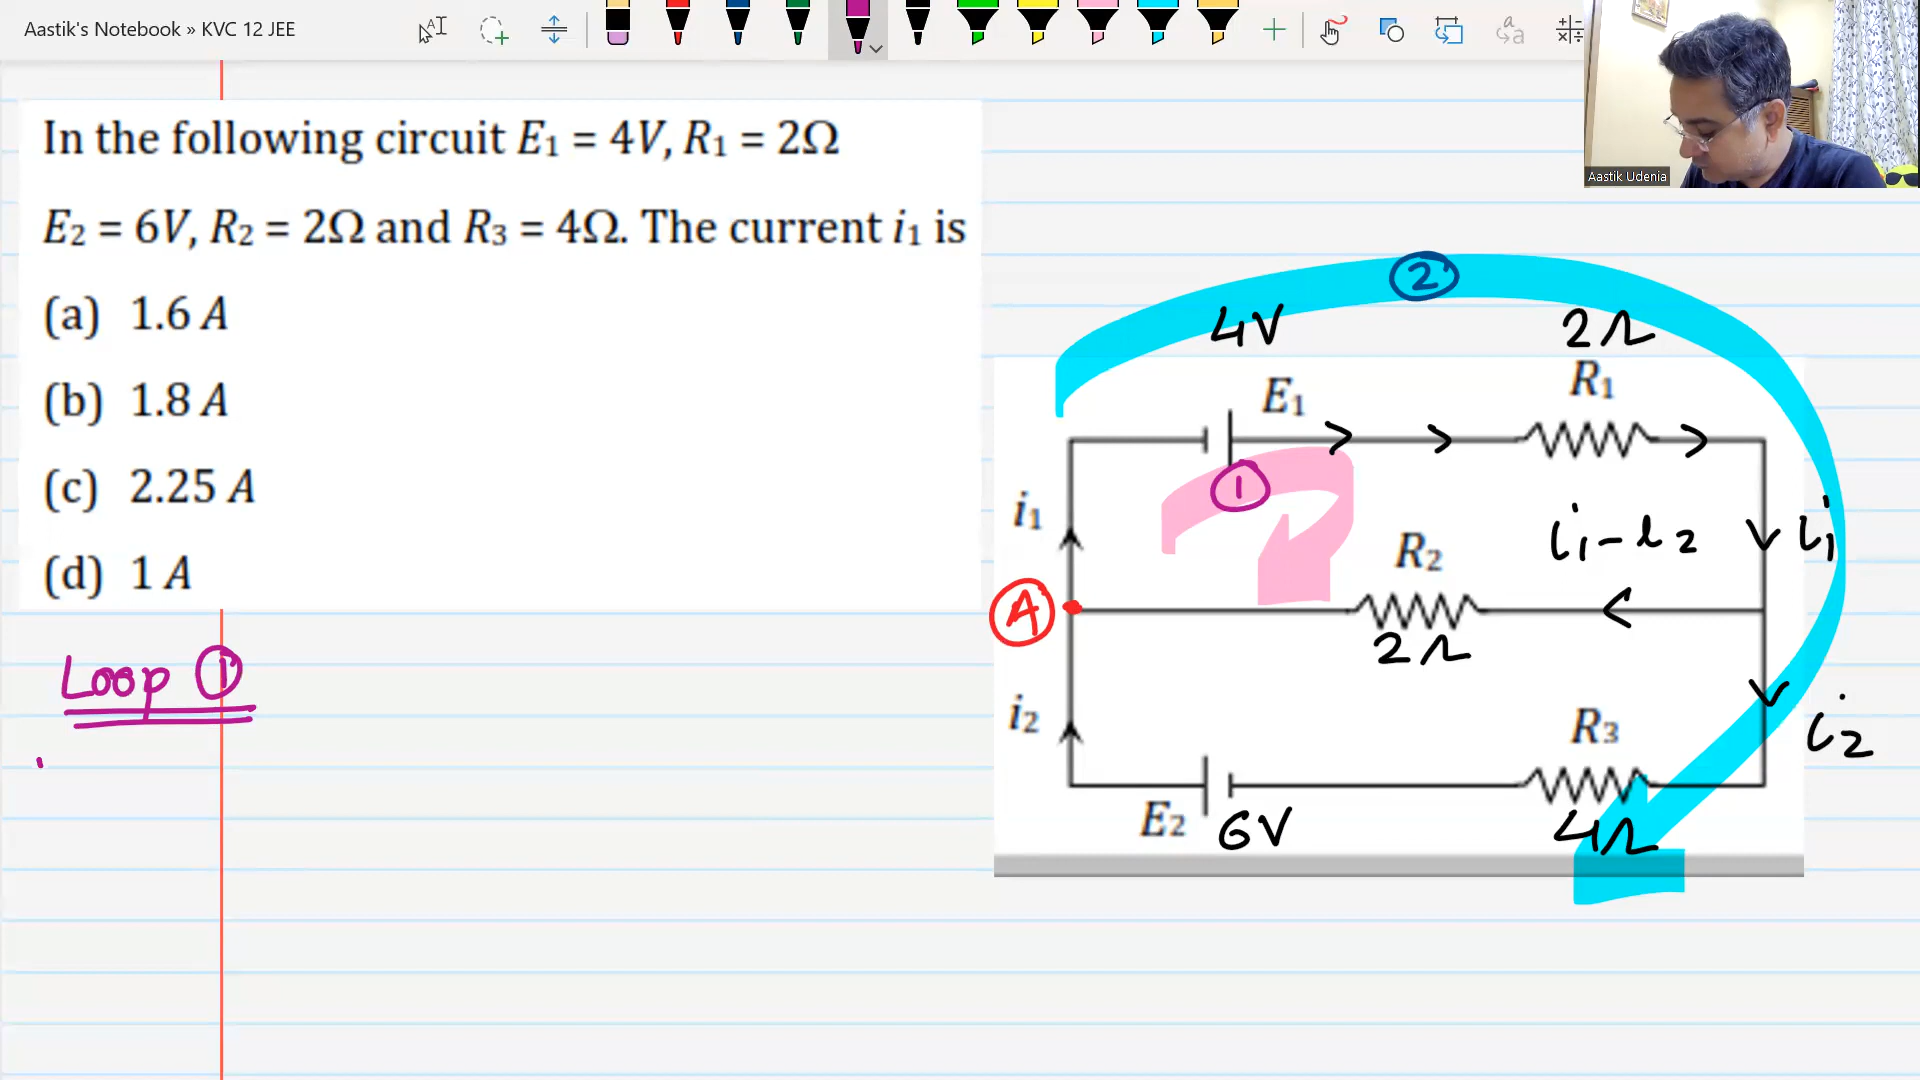 Aastik's Notebook » KVC 12 JEE
In the following circuit E₁ = 4V, R₁ = 2Ω
E₂ = 6V, R₂ = 2Ω and R₃ = 4Ω. The current i₁ is
(a) 1.6 A
(b) 1.8 A
(c) 2.25 A
(d) 1 A
Loop ①
Aastik Udenia
②
4V
2Ω
E₁
R₁
①
i₁
i₁-i₂
i₁
R₂
A
2Ω
i₂
R₃
i₂
E₂
6V
4Ω